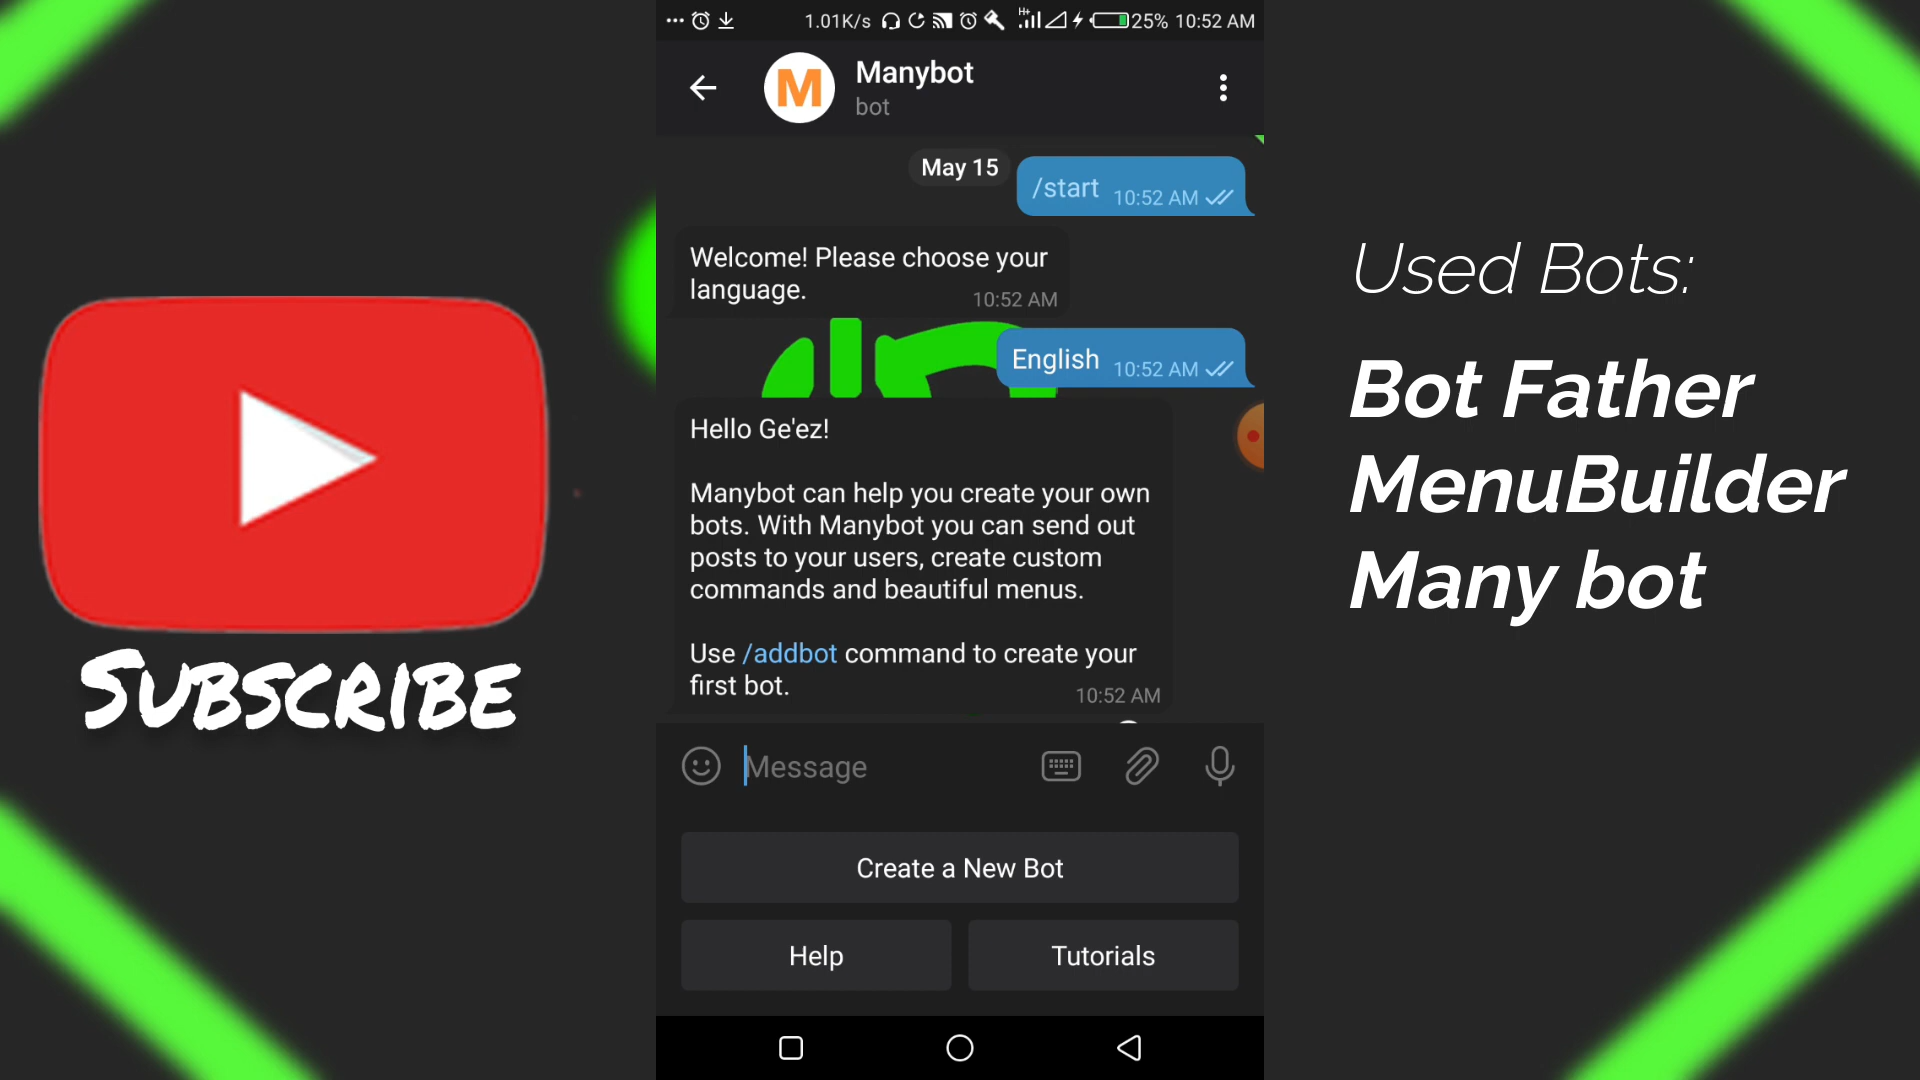 1.01K/s
H+
25% 10:52 AM
M
Manybot
bot
May 15
/start 10:52 AM
Welcome! Please choose your
language. 10:52 AM
English 10:52 AM
Hello Ge'ez!
Manybot can help you create your own
bots. With Manybot you can send out
posts to your users, create custom
commands and beautiful menus.
Use /addbot command to create your
first bot. 10:52 AM
Message
Create a New Bot
Help
Tutorials
SUBSCRIBE
Used Bots:
Bot Father
MenuBuilder
Many bot